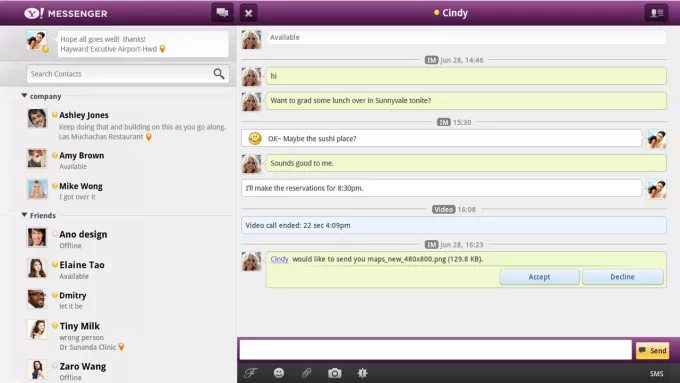 Y! MESSENGER
Hope all goes well! thanks!
Hayward Excutive Airport-Hwd
Search Contacts
company
Ashley Jones
Keep doing that and building on this as you go along.
Las Muchachas Restaurant
Amy Brown
Available
Mike Wong
I got over it
Friends
Ano design
Offline
Elaine Tao
Available
Dmitry
let it be
Tiny Milk
wrong person
Dr Sunanda Clinic
Zaro Wang
Offline
Cindy
Available
IM Jun 28, 14:46
hi
Want to grad some lunch over in Sunnyvale tonite?
IM 15:30
OK~ Maybe the sushi place?
Sounds good to me.
I'll make the reservations for 8:30pm.
Video 16:08
Video call ended: 22 sec 4:09pm
IM Jun 28, 16:23
Cindy would like to send you maps_new_480x800.png (129.8 KB).
Accept Decline
Send
SMS